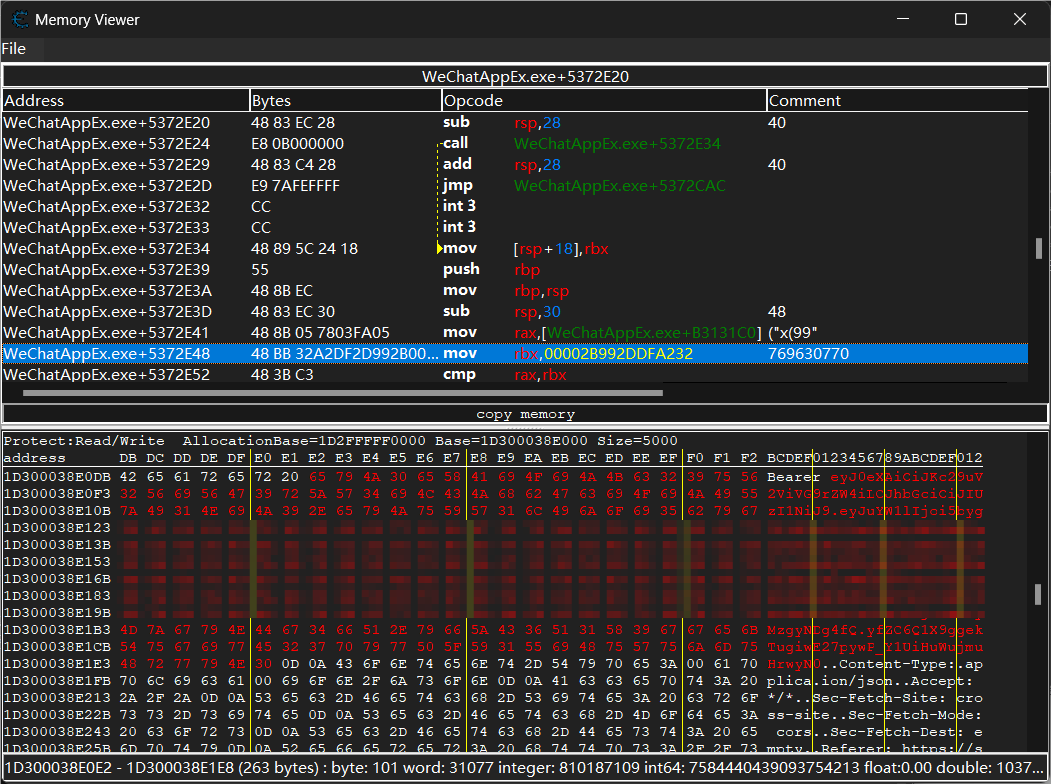 Memory Viewer
File
WeChatAppEx.exe+5372E20
Address Bytes Opcode Comment
WeChatAppEx.exe+5372E20 48 83 EC 28 sub rsp,28 40
WeChatAppEx.exe+5372E24 E8 0B000000 call WeChatAppEx.exe+5372E34
WeChatAppEx.exe+5372E29 48 83 C4 28 add rsp,28 40
WeChatAppEx.exe+5372E2D E9 7AFEFFFF jmp WeChatAppEx.exe+5372CAC
WeChatAppEx.exe+5372E32 CC int 3
WeChatAppEx.exe+5372E33 CC int 3
WeChatAppEx.exe+5372E34 48 89 5C 24 18 mov [rsp+18],rbx
WeChatAppEx.exe+5372E39 55 push rbp
WeChatAppEx.exe+5372E3A 48 8B EC mov rbp,rsp
WeChatAppEx.exe+5372E3D 48 83 EC 30 sub rsp,30 48
WeChatAppEx.exe+5372E41 48 8B 05 7803FA05 mov rax,[WeChatAppEx.exe+B3131C0] ("x(99"
WeChatAppEx.exe+5372E48 48 BB 32A2DF2D992B00... mov rbx,00002B992DDFA232 769630770
WeChatAppEx.exe+5372E52 48 3B C3 cmp rax,rbx
copy memory
Protect:Read/Write AllocationBase=1D2FFFFF0000 Base=1D300038E000 Size=5000
address DB DC DD DE DF E0 E1 E2 E3 E4 E5 E6 E7 E8 E9 EA EB EC ED EE EF F0 F1 F2 BCDEF0123456789ABCDEF012
1D300038E0DB 42 65 61 72 65 72 20 65 79 4A 30 65 58 41 69 4F 69 4A 4B 63 32 39 75 56 Bearer eyJ0eXAiOiJKc29uV
1D300038E0F3 32 56 69 56 47 39 72 5A 57 34 69 4C 43 4A 68 62 47 63 69 4F 69 4A 49 55 2ViVG9rZW4iLCJhbGciOiJIU
1D300038E10B 7A 49 31 4E 69 4A 39 2E 65 79 4A 75 59 57 31 6C 49 6A 6F 69 35 62 79 67 zI1NiJ9.eyJuYW1lIjoi5byg
1D300038E123
1D300038E13B
1D300038E153
1D300038E16B
1D300038E183
1D300038E19B
1D300038E1B3 4D 7A 67 79 4E 44 67 34 66 51 2E 79 66 5A 43 36 51 31 58 39 67 67 65 6B MzgyNDg4fQ.yfZC6Q1X9ggek
1D300038E1CB 54 75 67 69 77 45 32 37 70 79 77 50 5F 59 31 55 69 48 75 57 75 6A 6D 75 TugiwE27pywP_Y1UiHuWujmu
1D300038E1E3 48 72 77 79 4E 30 0D 0A 43 6F 6E 74 65 6E 74 2D 54 79 70 65 3A 00 61 70 HrwyN0..Content-Type:.ap
1D300038E1FB 70 6C 69 63 61 00 69 6F 6E 2F 6A 73 6F 6E 0D 0A 41 63 63 65 70 74 3A 20 plica.ion/json..Accept:
1D300038E213 2A 2F 2A 0D 0A 53 65 63 2D 46 65 74 63 68 2D 53 69 74 65 3A 20 63 72 6F */*..Sec-Fetch-Site: cro
1D300038E22B 73 73 2D 73 69 74 65 0D 0A 53 65 63 2D 46 65 74 63 68 2D 4D 6F 64 65 3A ss-site..Sec-Fetch-Mode:
1D300038E243 20 63 6F 72 73 0D 0A 53 65 63 2D 46 65 74 63 68 2D 44 65 73 74 3A 20 65 cors..Sec-Fetch-Dest: e
1D300038E25B 6D 70 74 79 0D 0A 52 65 66 65 72 65 72 3A 20 68 74 74 70 73 3A 2F 2F 73 mpty..Referer: https://s
1D300038E0E2 - 1D300038E1E8 (263 bytes) : byte: 101 word: 31077 integer: 810187109 int64: 7584440439093754213 float:0.00 double: 1037...